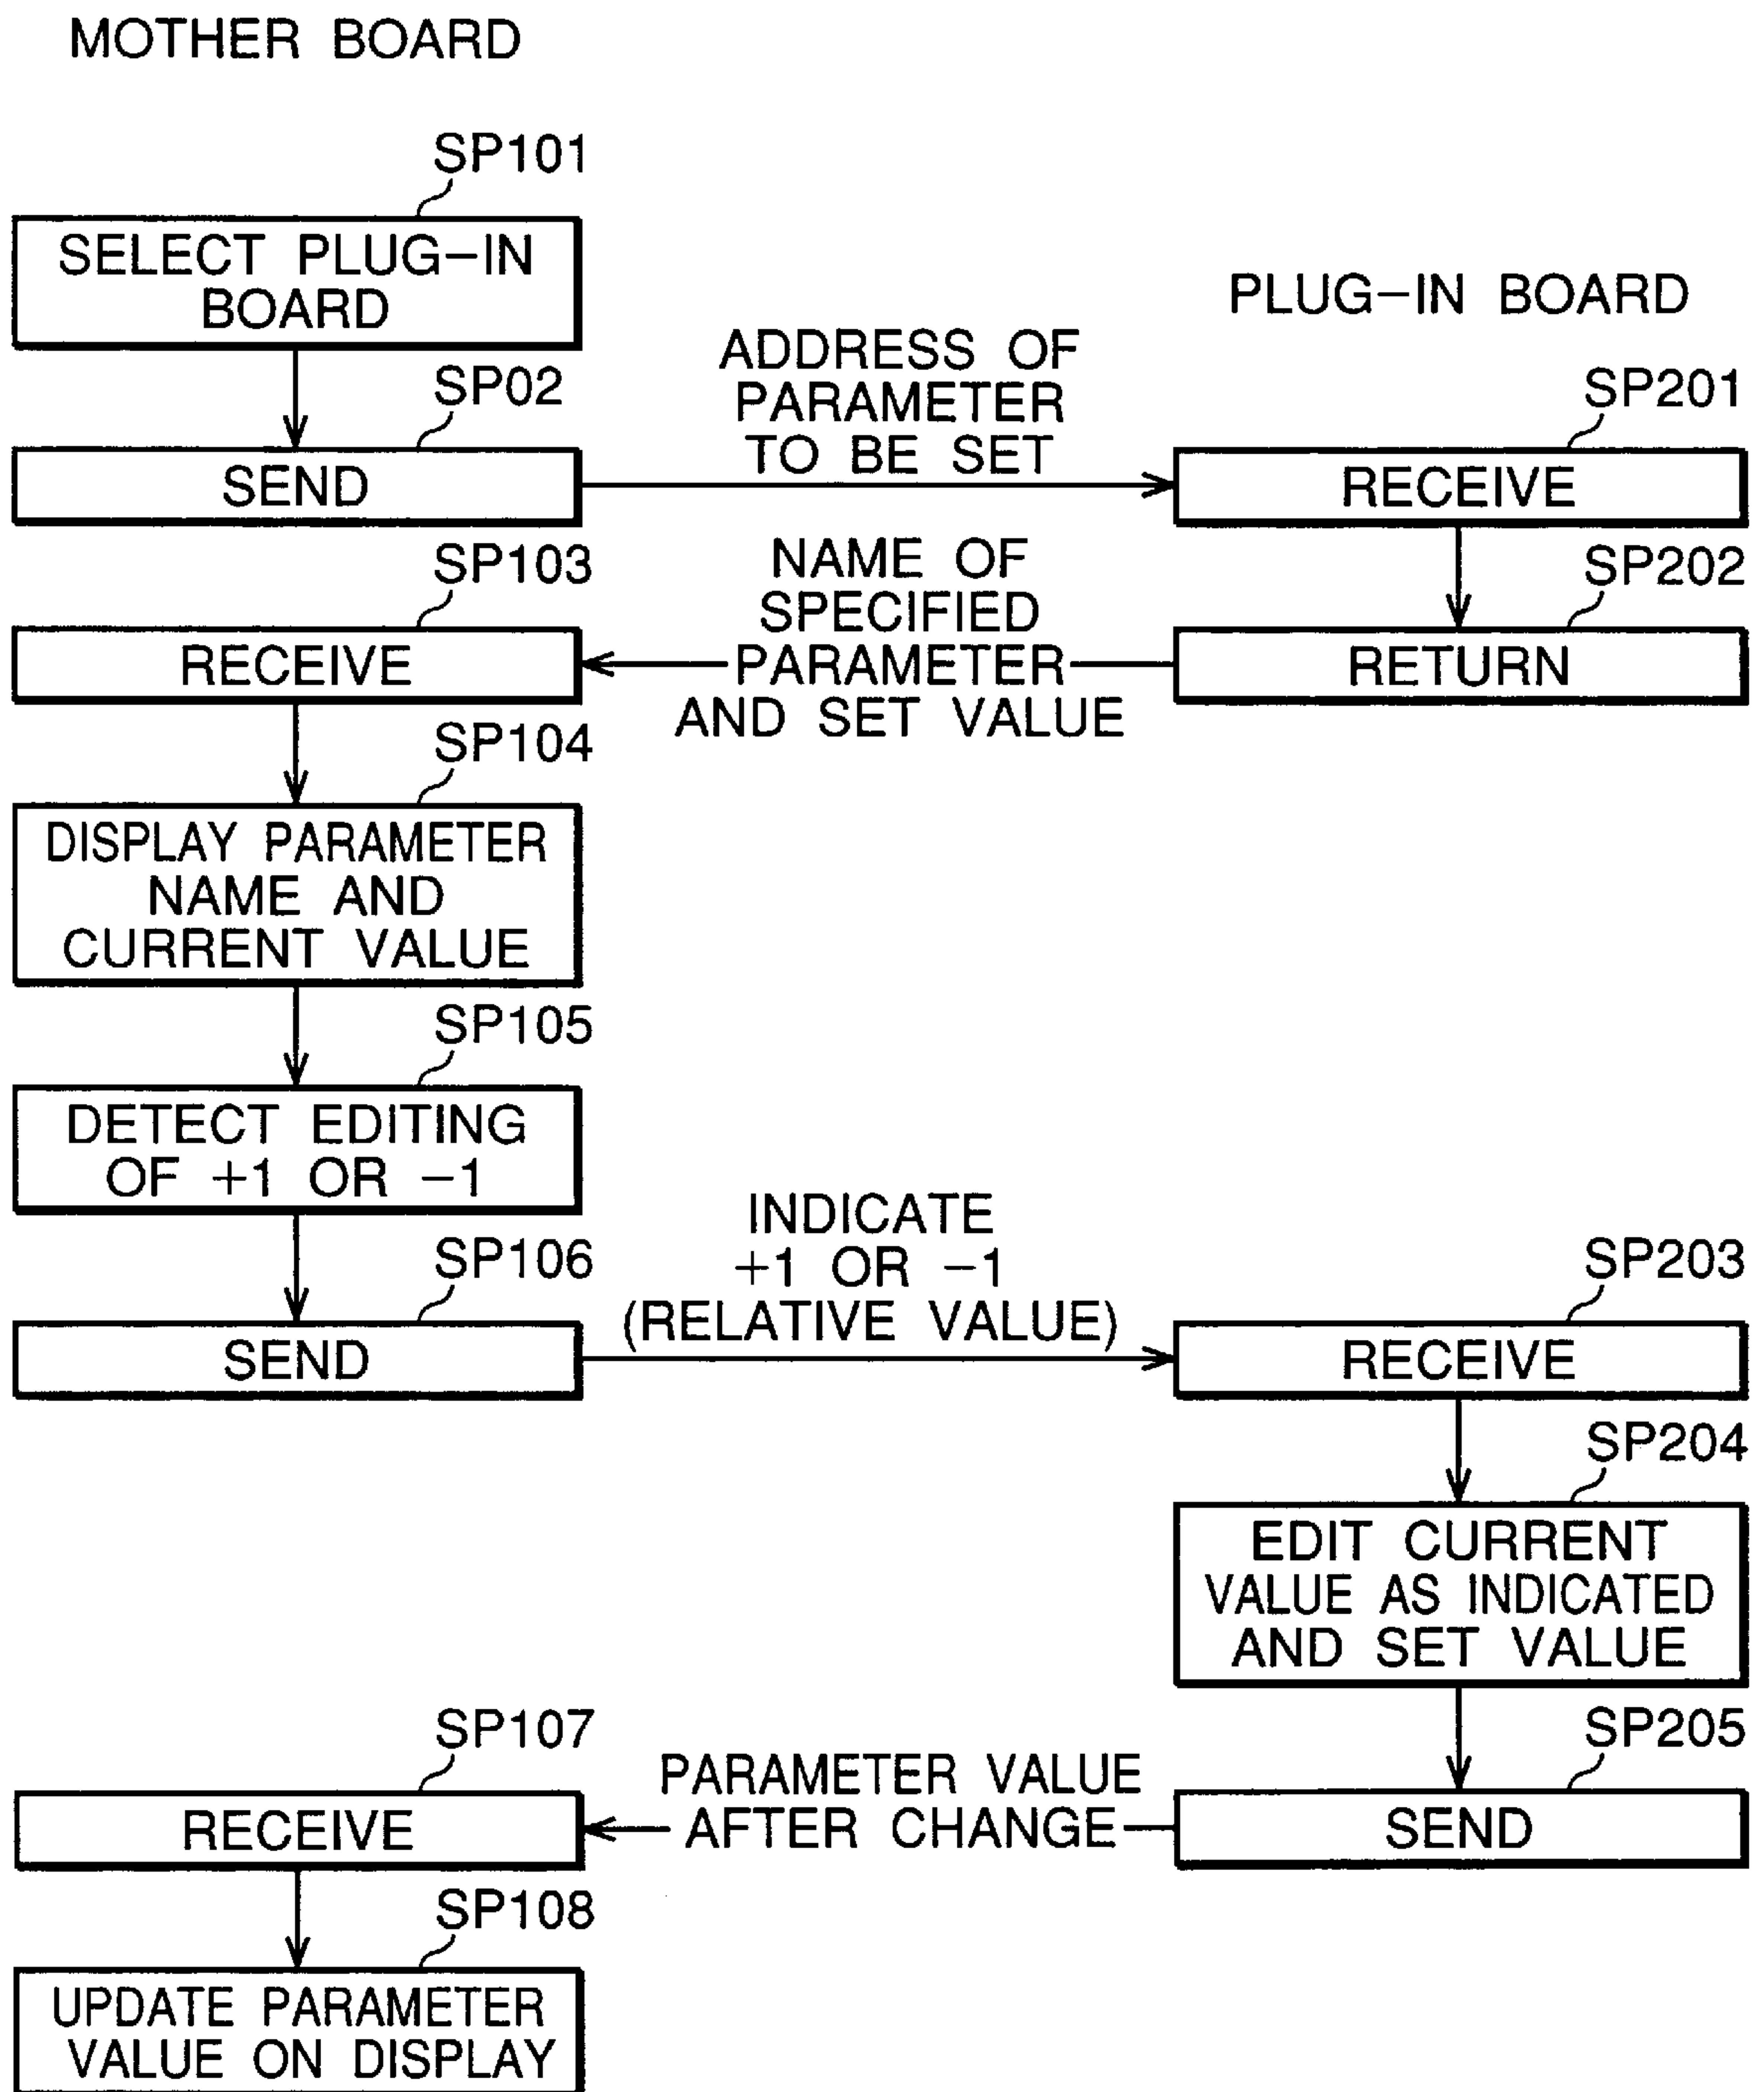 MOTHER BOARD
SP101
SELECT PLUG-IN
BOARD
PLUG-IN BOARD
SP02
SEND
ADDRESS OF
PARAMETER
TO BE SET
SP201
RECEIVE
SP103
RECEIVE
NAME OF
SPECIFIED
PARAMETER
AND SET VALUE
SP202
RETURN
SP104
DISPLAY PARAMETER
NAME AND
CURRENT VALUE
SP105
DETECT EDITING
OF +1 OR -1
SP106
SEND
INDICATE
+1 OR -1
(RELATIVE VALUE)
SP203
RECEIVE
SP204
EDIT CURRENT
VALUE AS INDICATED
AND SET VALUE
SP107
RECEIVE
PARAMETER VALUE
AFTER CHANGE
SP205
SEND
SP108
UPDATE PARAMETER
VALUE ON DISPLAY